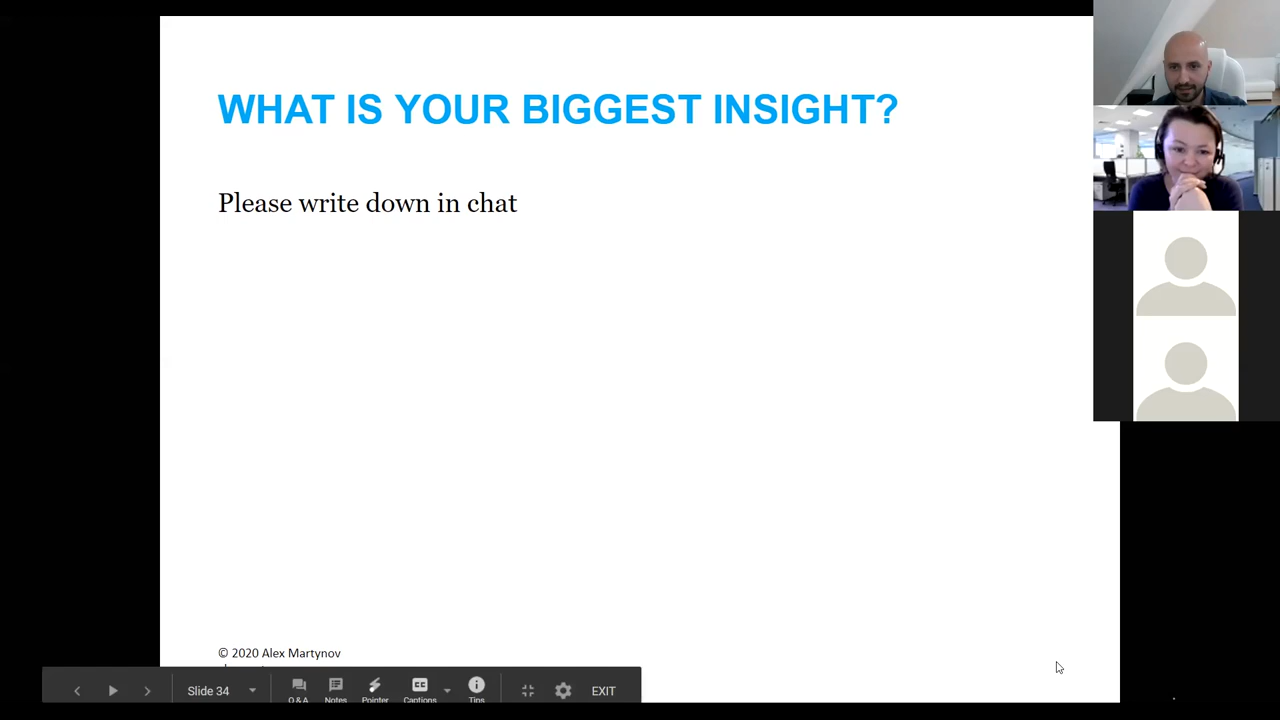 WHAT IS YOUR BIGGEST INSIGHT?
Please write down in chat
© 2020 Alex Martynov
Slide 34
Q & A
Notes
Pointer
CC
Captions
Tips
EXIT